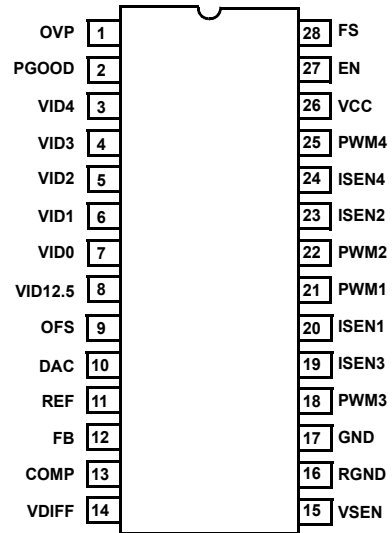 OVP 1 28 FS
PGOOD 2 27 EN
VID4 3 26 VCC
VID3 4 25 PWM4
VID2 5 24 ISEN4
VID1 6 23 ISEN2
VID0 7 22 PWM2
VID12.5 8 21 PWM1
OFS 9 20 ISEN1
DAC 10 19 ISEN3
REF 11 18 PWM3
FB 12 17 GND
COMP 13 16 RGND
VDIFF 14 15 VSEN